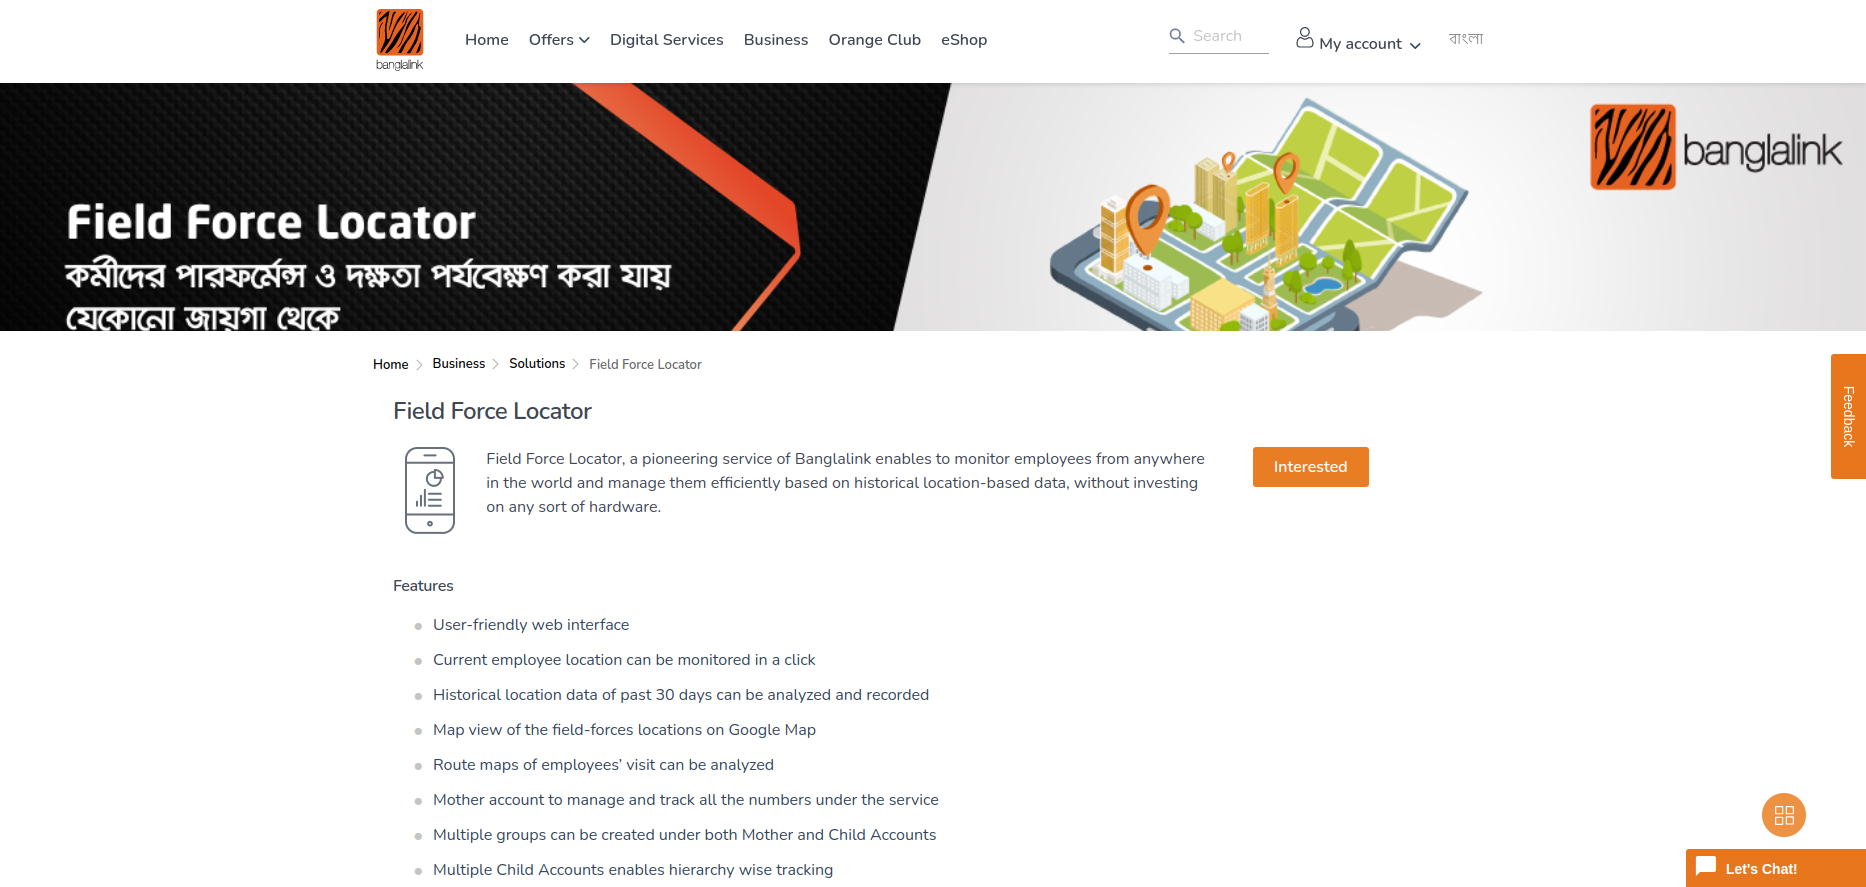 banglalink
Home
Offers
Digital Services
Business
Orange Club
eShop
Search
My account
বাংলা
banglalink
Field Force Locator
কর্মীদের পারফর্মেন্স ও দক্ষতা পর্যবেক্ষণ করা যায়
যেকোনো জায়গা থেকে
Home
Business
Solutions
Field Force Locator
Feedback
Field Force Locator
Field Force Locator, a pioneering service of Banglalink enables to monitor employees from anywhere
in the world and manage them efficiently based on historical location-based data, without investing
on any sort of hardware.
Interested
Features
User-friendly web interface
Current employee location can be monitored in a click
Historical location data of past 30 days can be analyzed and recorded
Map view of the field-forces locations on Google Map
Route maps of employees’ visit can be analyzed
Mother account to manage and track all the numbers under the service
Multiple groups can be created under both Mother and Child Accounts
Multiple Child Accounts enables hierarchy wise tracking
Let's Chat!